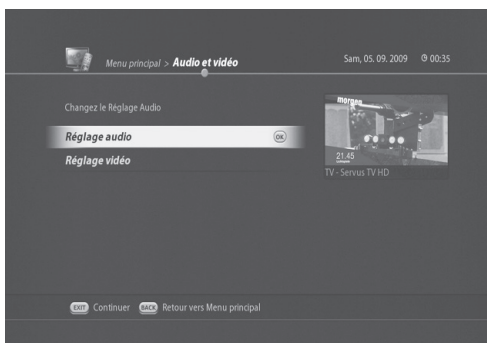 Menu principal > Audio et vidéo
Sam, 05. 09. 2009 00:35
Changez le Réglage Audio
Réglage audio OK
Réglage vidéo
morgen
21.45
TV - Servus TV HD
EXIT Continuer BACK Retour vers Menu principal